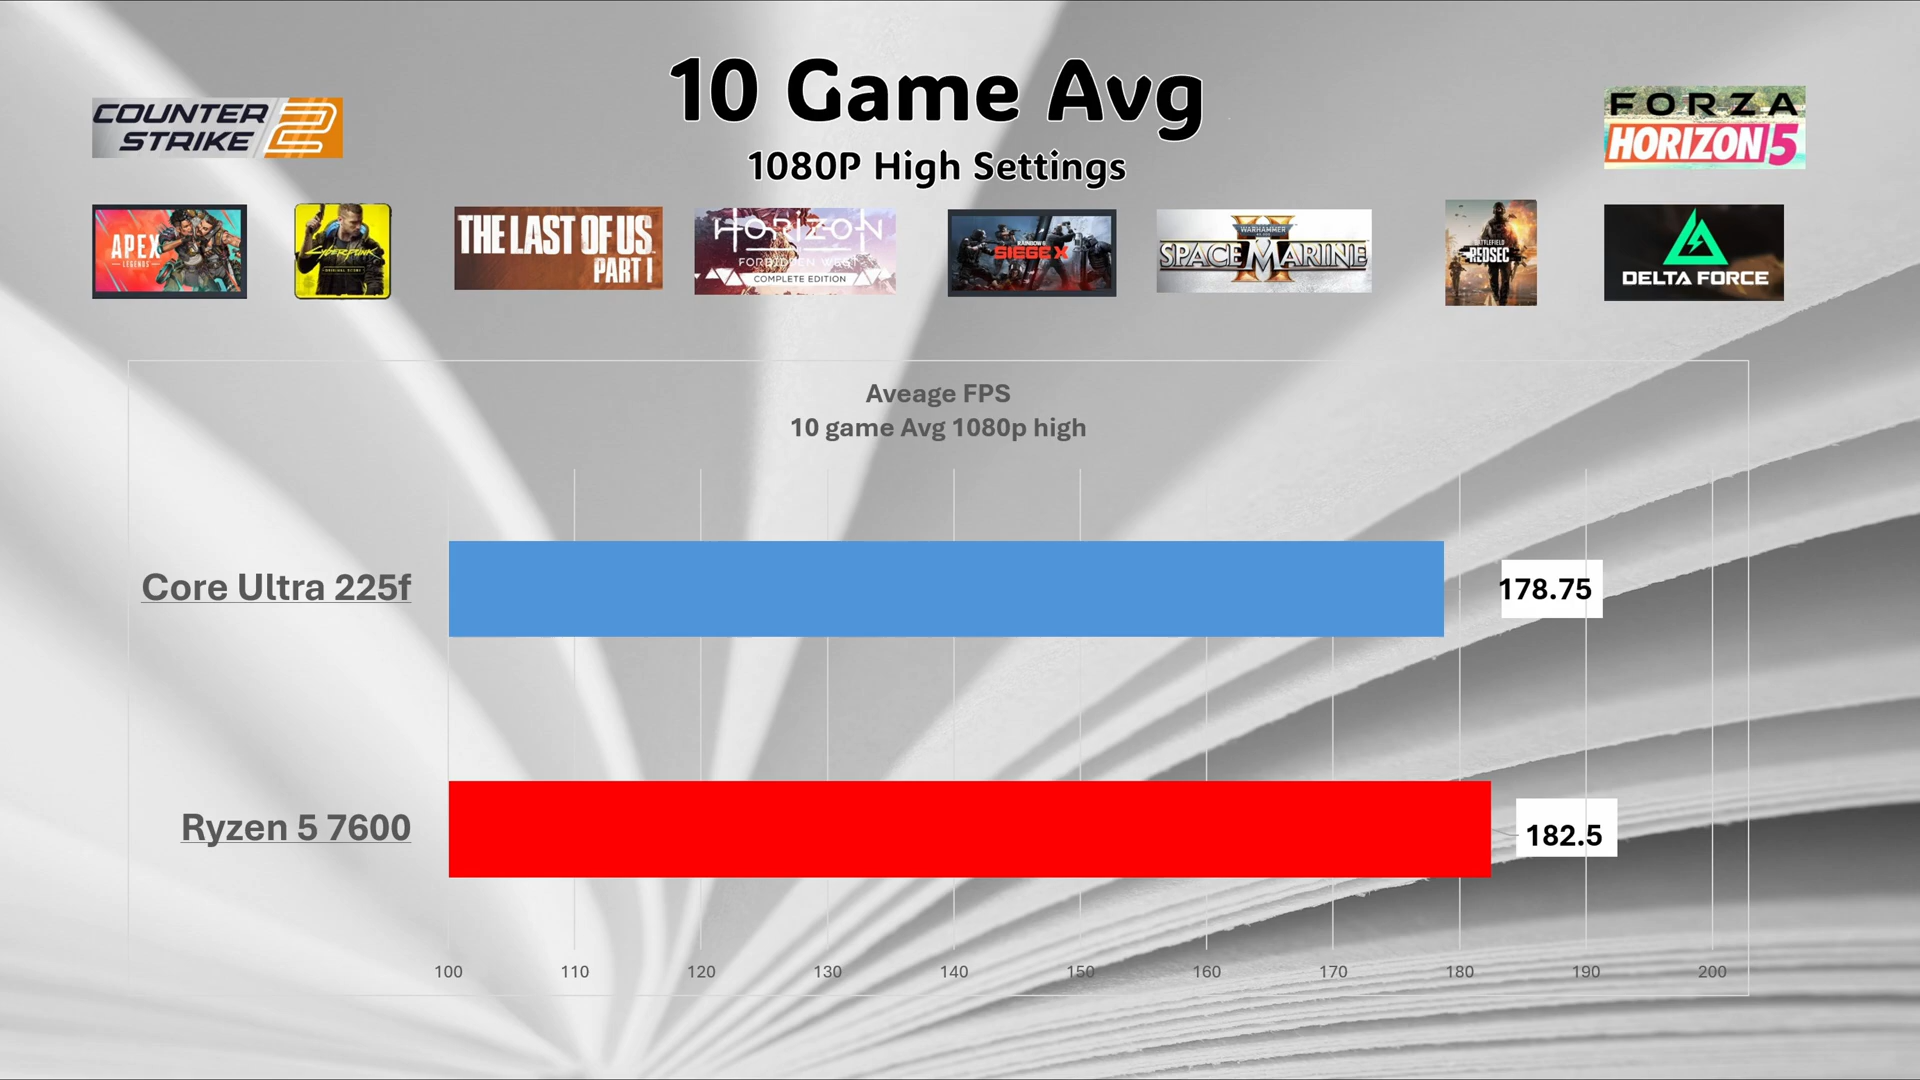 10 Game Avg
1080P High Settings
COUNTER
STRIKE 2
FORZA
HORIZON 5
APEX
LEGENDS
Cyberpunk
THE LAST OF US
PART I
HORIZON
FORBIDDEN WEST
COMPLETE EDITION
RAINBOW 6
SIEGE X
WARHAMMER
SPACE MARINE
II
BATTLEFIELD
REDSEC
DELTA FORCE
Aveage FPS
10 game Avg 1080p high
Core Ultra 225f
178.75
Ryzen 5 7600
182.5
100 110 120 130 140 150 160 170 180 190 200